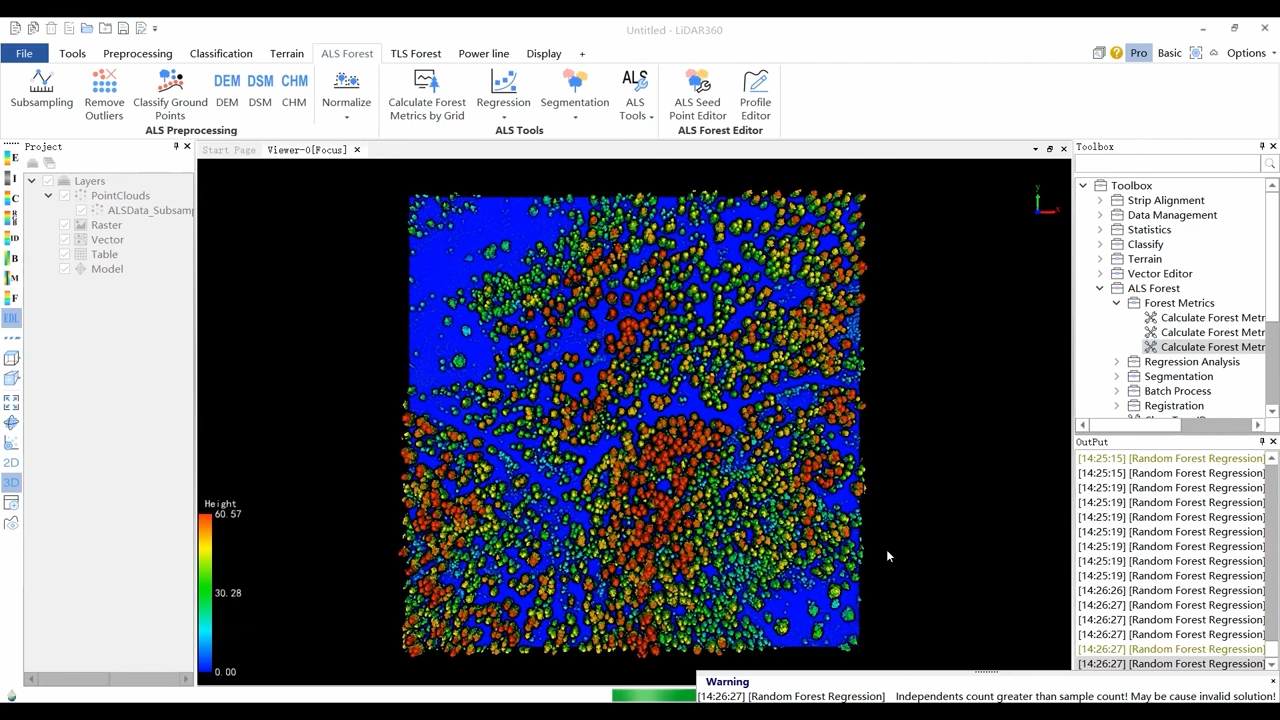 Untitled - LiDAR360
File Tools Preprocessing Classification Terrain ALS Forest TLS Forest Power line Display + Pro Basic Options
Subsampling
Remove Outliers
Classify Ground Points
DEM DEM
DSM DSM
CHM CHM
Normalize
Calculate Forest Metrics by Grid
Regression
Segmentation
ALS ALS Tools
ALS Seed Point Editor
Profile Editor
ALS Preprocessing ALS Tools ALS Forest Editor
Project
Start Page Viewer-0[Focus]
Toolbox
Layers
PointClouds
ALSData_Subsamp
Raster
Vector
Table
Model
E
I
C
ID
B
M
F
EDL
2D
3D
y
x
Height
60.57
30.28
0.00
Toolbox
Strip Alignment
Data Management
Statistics
Classify
Terrain
Vector Editor
ALS Forest
Forest Metrics
Calculate Forest Metr
Calculate Forest Metr
Calculate Forest Metr
Regression Analysis
Segmentation
Batch Process
Registration
OutPut
[14:25:15] [Random Forest Regression]
[14:25:15] [Random Forest Regression]
[14:25:19] [Random Forest Regression]
[14:25:19] [Random Forest Regression]
[14:25:19] [Random Forest Regression]
[14:25:19] [Random Forest Regression]
[14:25:19] [Random Forest Regression]
[14:25:19] [Random Forest Regression]
[14:25:19] [Random Forest Regression]
[14:26:26] [Random Forest Regression]
[14:26:27] [Random Forest Regression]
[14:26:27] [Random Forest Regression]
[14:26:27] [Random Forest Regression]
[14:26:27] [Random Forest Regression]
[14:26:27] [Random Forest Regression]
Warning
[14:26:27] [Random Forest Regression] Independents count greater than sample count! May be cause invalid solution!